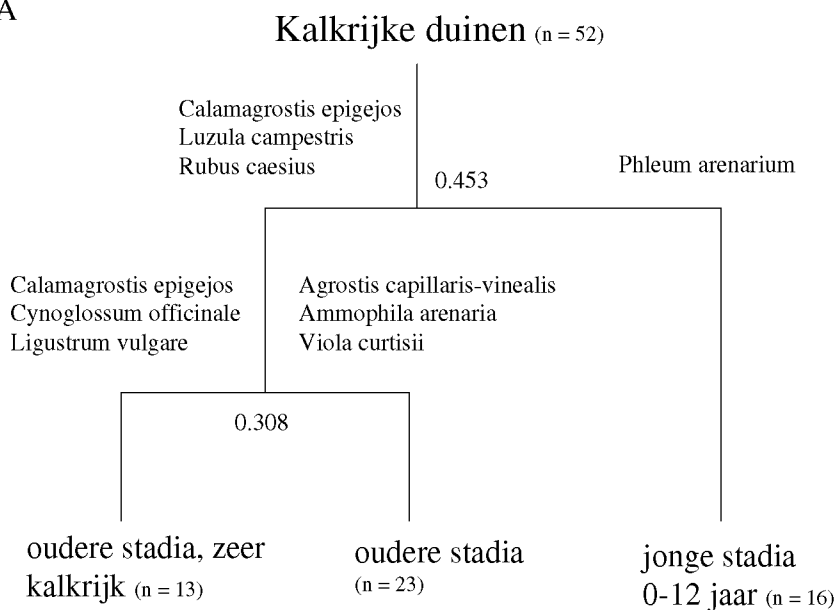 A
Kalkrijke duinen (n = 52)
Calamagrostis epigejos
Luzula campestris
Rubus caesius
0.453
Phleum arenarium
Calamagrostis epigejos
Cynoglossum officinale
Ligustrum vulgare
Agrostis capillaris-vinealis
Ammophila arenaria
Viola curtisii
0.308
oudere stadia, zeer
kalkrijk (n = 13)
oudere stadia
(n = 23)
jonge stadia
0-12 jaar (n = 16)